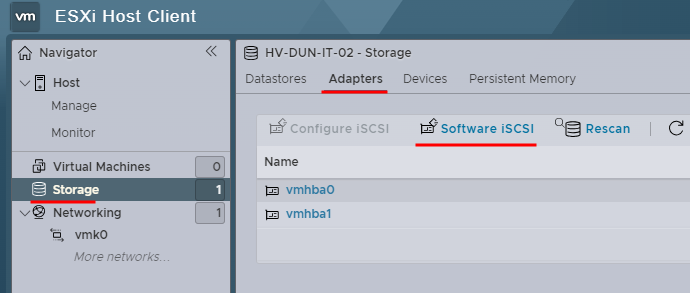 vm ESXi Host Client
Navigator
Host
Manage
Monitor
Virtual Machines 0
Storage 1
Networking 1
vmk0
More networks...
HV-DUN-IT-02 - Storage
Datastores Adapters Devices Persistent Memory
Configure iSCSI Software iSCSI Rescan
Name
vmhba0
vmhba1